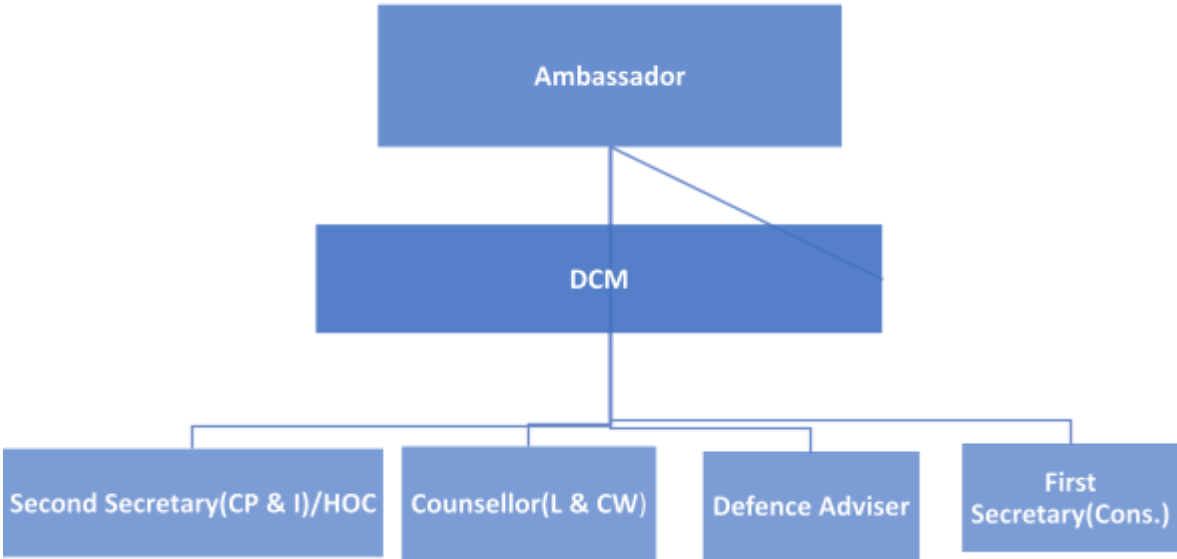 Ambassador
DCM
Second Secretary(CP & I)/HOC
Counsellor(L & CW)
Defence Adviser
First
Secretary(Cons.)